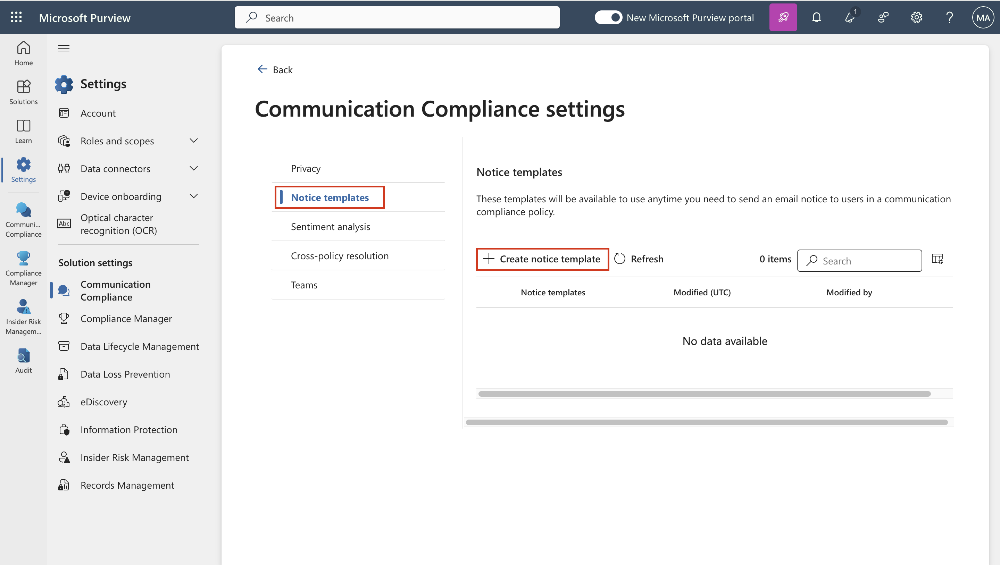 Microsoft Purview
Search
New Microsoft Purview portal
1
MA
Home
Solutions
Learn
Settings
Communi...
Compliance
Compliance
Manager
Insider Risk
Managem...
Audit
Settings
Account
Roles and scopes
Data connectors
Device onboarding
Abc
Optical character
recognition (OCR)
Solution settings
Communication
Compliance
Compliance Manager
Data Lifecycle Management
Data Loss Prevention
eDiscovery
Information Protection
Insider Risk Management
Records Management
Back
Communication Compliance settings
Privacy
Notice templates
Sentiment analysis
Cross-policy resolution
Teams
Notice templates
These templates will be available to use anytime you need to send an email notice to users in a communication
compliance policy.
Create notice template
Refresh
0 items
Search
Notice templates
Modified (UTC)
Modified by
No data available